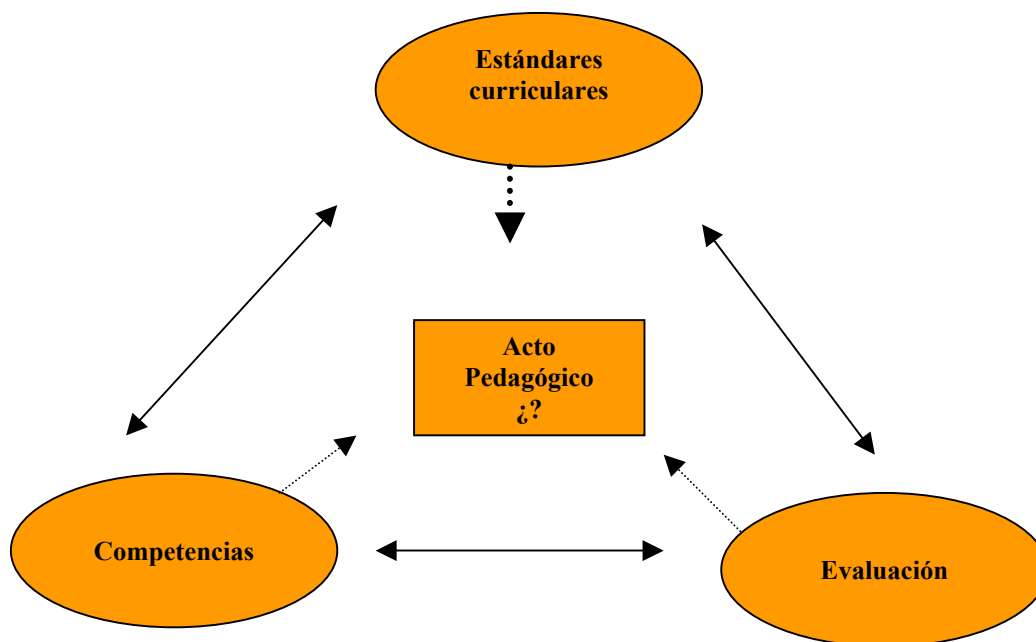 Estándares
curriculares
Acto
Pedagógico
¿?
Competencias
Evaluación